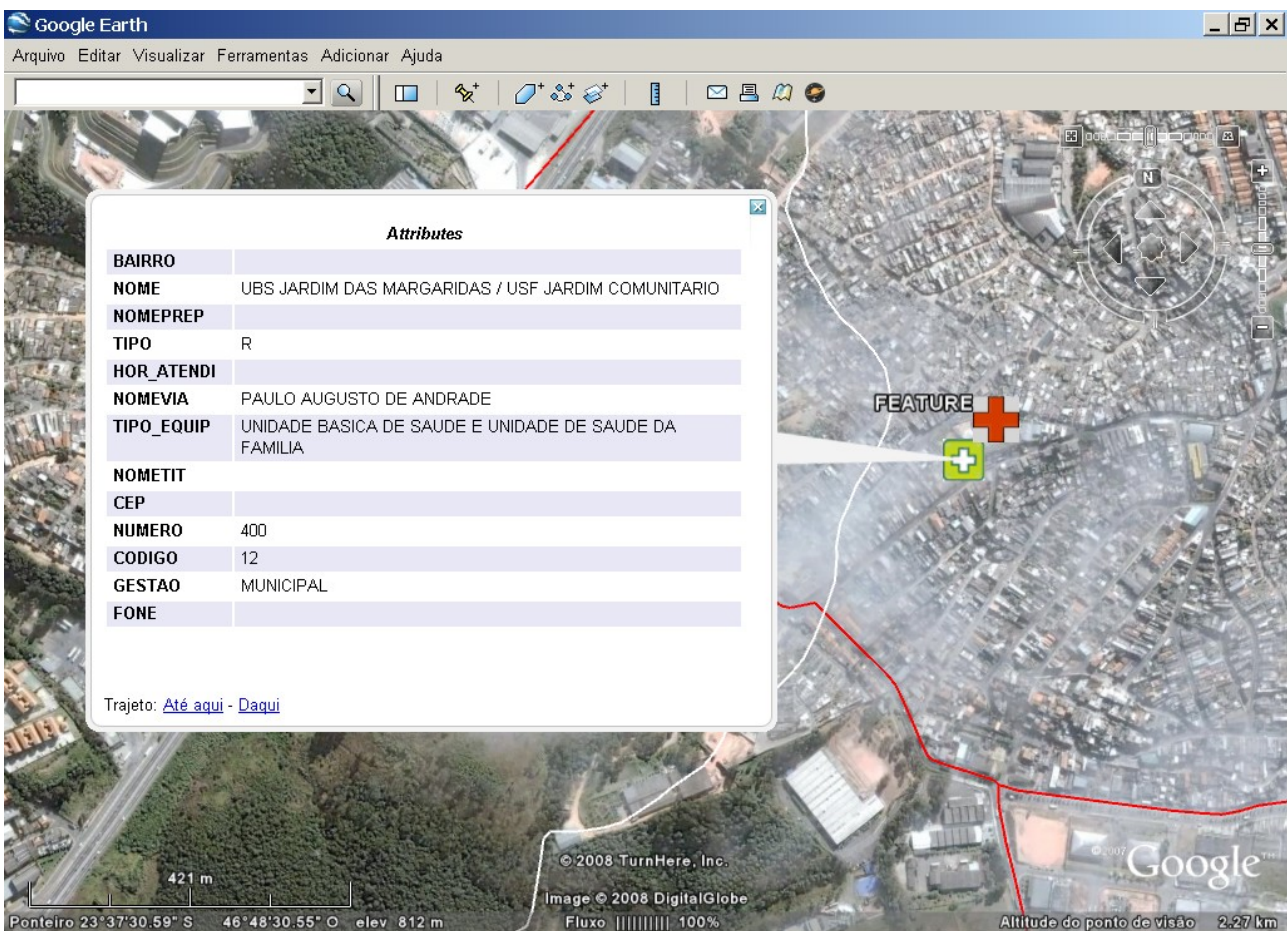 Google Earth
Arquivo Editar Visualizar Ferramentas Adicionar Ajuda
N
Attributes
BAIRRO
NOME UBS JARDIM DAS MARGARIDAS / USF JARDIM COMUNITARIO
NOMEPREP
TIPO R
HOR_ATENDI
NOMEVIA PAULO AUGUSTO DE ANDRADE
TIPO_EQUIP UNIDADE BASICA DE SAUDE E UNIDADE DE SAUDE DA
FAMILIA
NOMETIT
CEP
NUMERO 400
CODIGO 12
GESTAO MUNICIPAL
FONE
Trajeto: Até aqui - Daqui
FEATURE
© 2008 TurnHere, Inc.
©2007 Google™
421 m
Image © 2008 DigitalGlobe
Ponteiro 23°37'30.59" S 46°48'30.55" O elev 812 m Fluxo |||||||||| 100% Altitude do ponto de visão 2.27 km